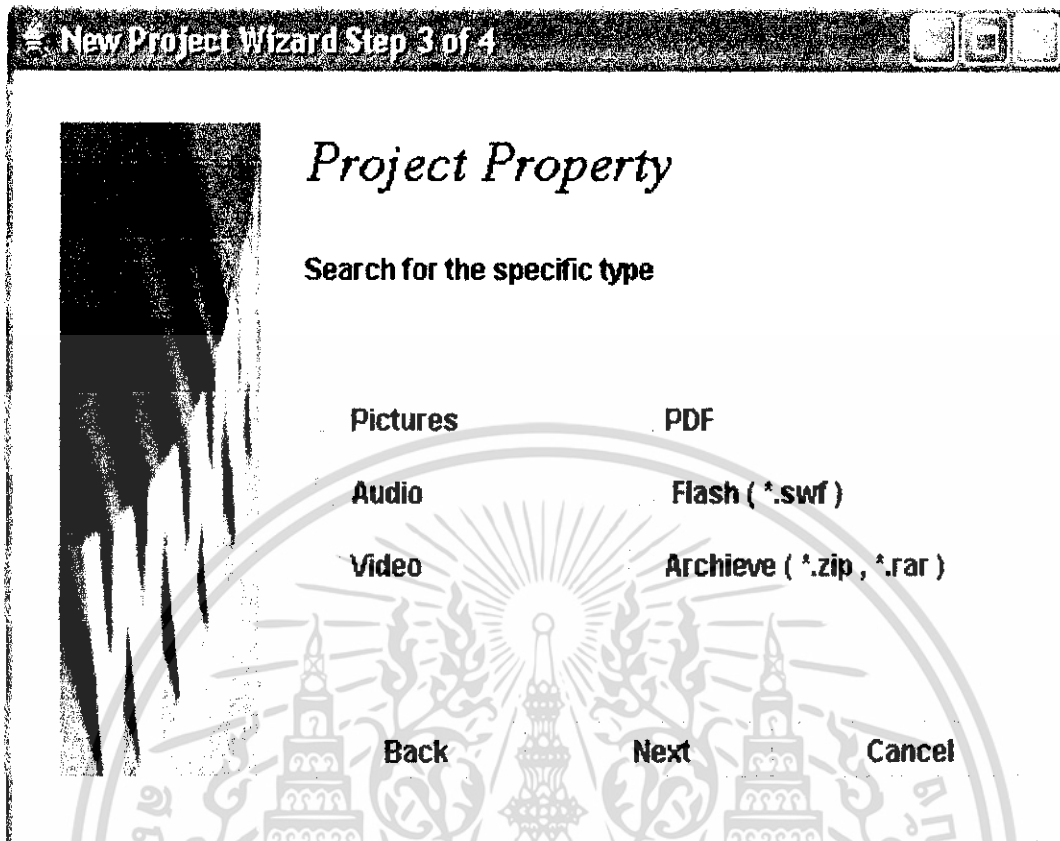 New Project Wizard Step 3 of 4
Project Property
Search for the specific type
Pictures PDF
Audio Flash ( *.swf )
Video Archieve ( *.zip , *.rar )
Back Next Cancel